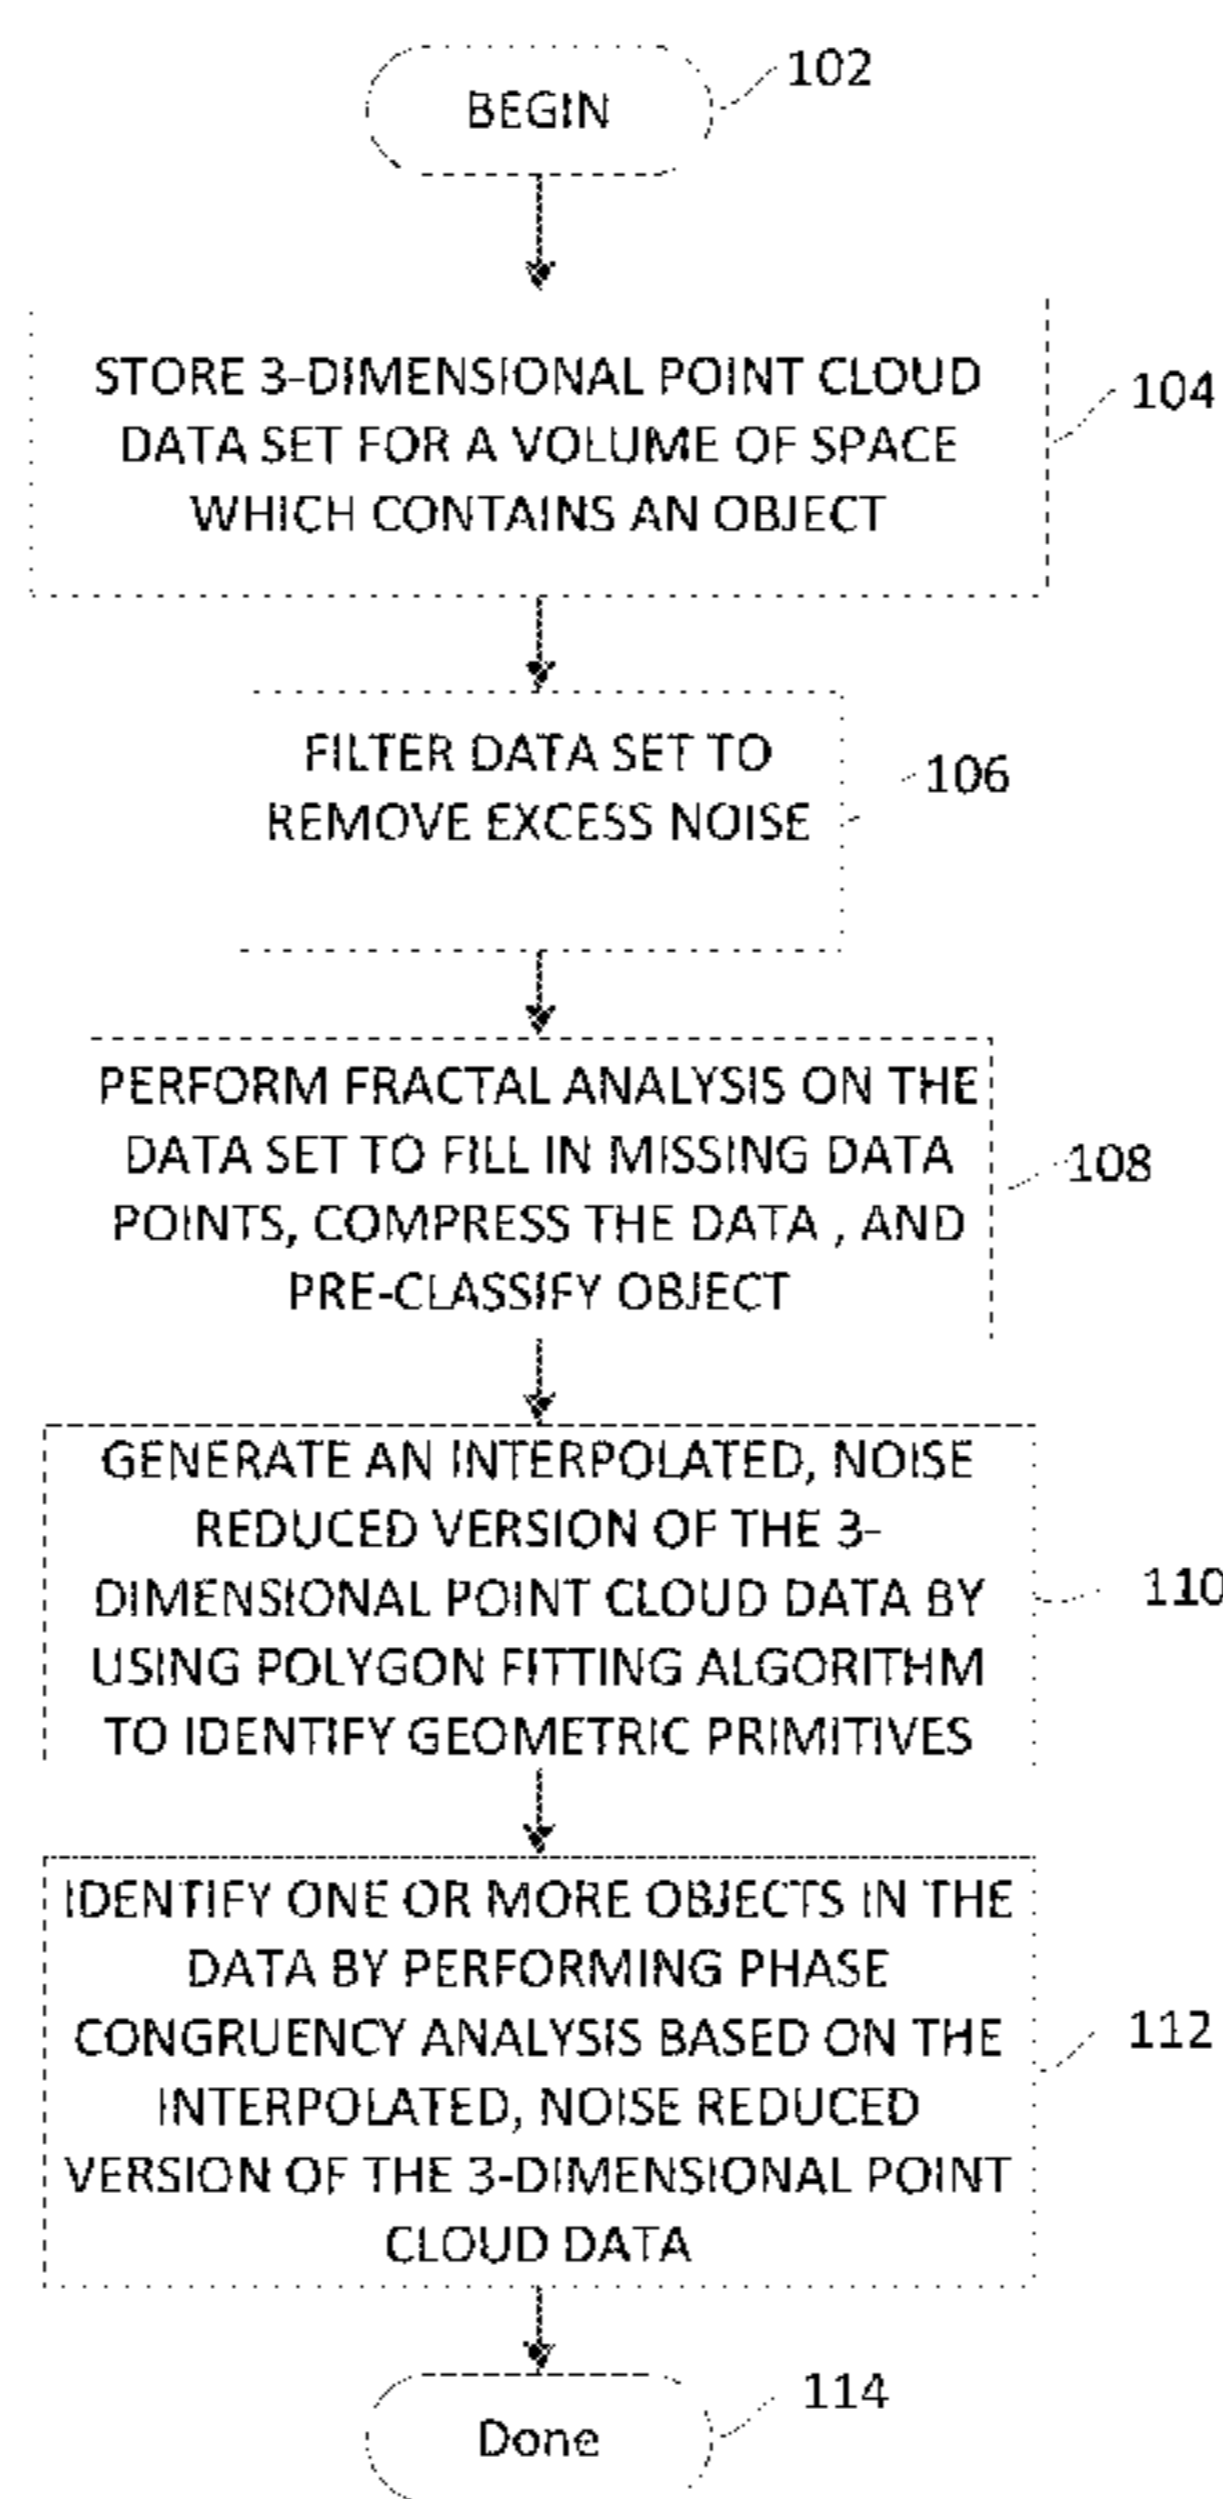 BEGIN
102
STORE 3-DIMENSIONAL POINT CLOUD
DATA SET FOR A VOLUME OF SPACE
WHICH CONTAINS AN OBJECT
104
FILTER DATA SET TO
REMOVE EXCESS NOISE
106
PERFORM FRACTAL ANALYSIS ON THE
DATA SET TO FILL IN MISSING DATA
POINTS, COMPRESS THE DATA , AND
PRE-CLASSIFY OBJECT
108
GENERATE AN INTERPOLATED, NOISE
REDUCED VERSION OF THE 3-
DIMENSIONAL POINT CLOUD DATA BY
USING POLYGON FITTING ALGORITHM
TO IDENTIFY GEOMETRIC PRIMITIVES
110
IDENTIFY ONE OR MORE OBJECTS IN THE
DATA BY PERFORMING PHASE
CONGRUENCY ANALYSIS BASED ON THE
INTERPOLATED, NOISE REDUCED
VERSION OF THE 3-DIMENSIONAL POINT
CLOUD DATA
112
Done
114